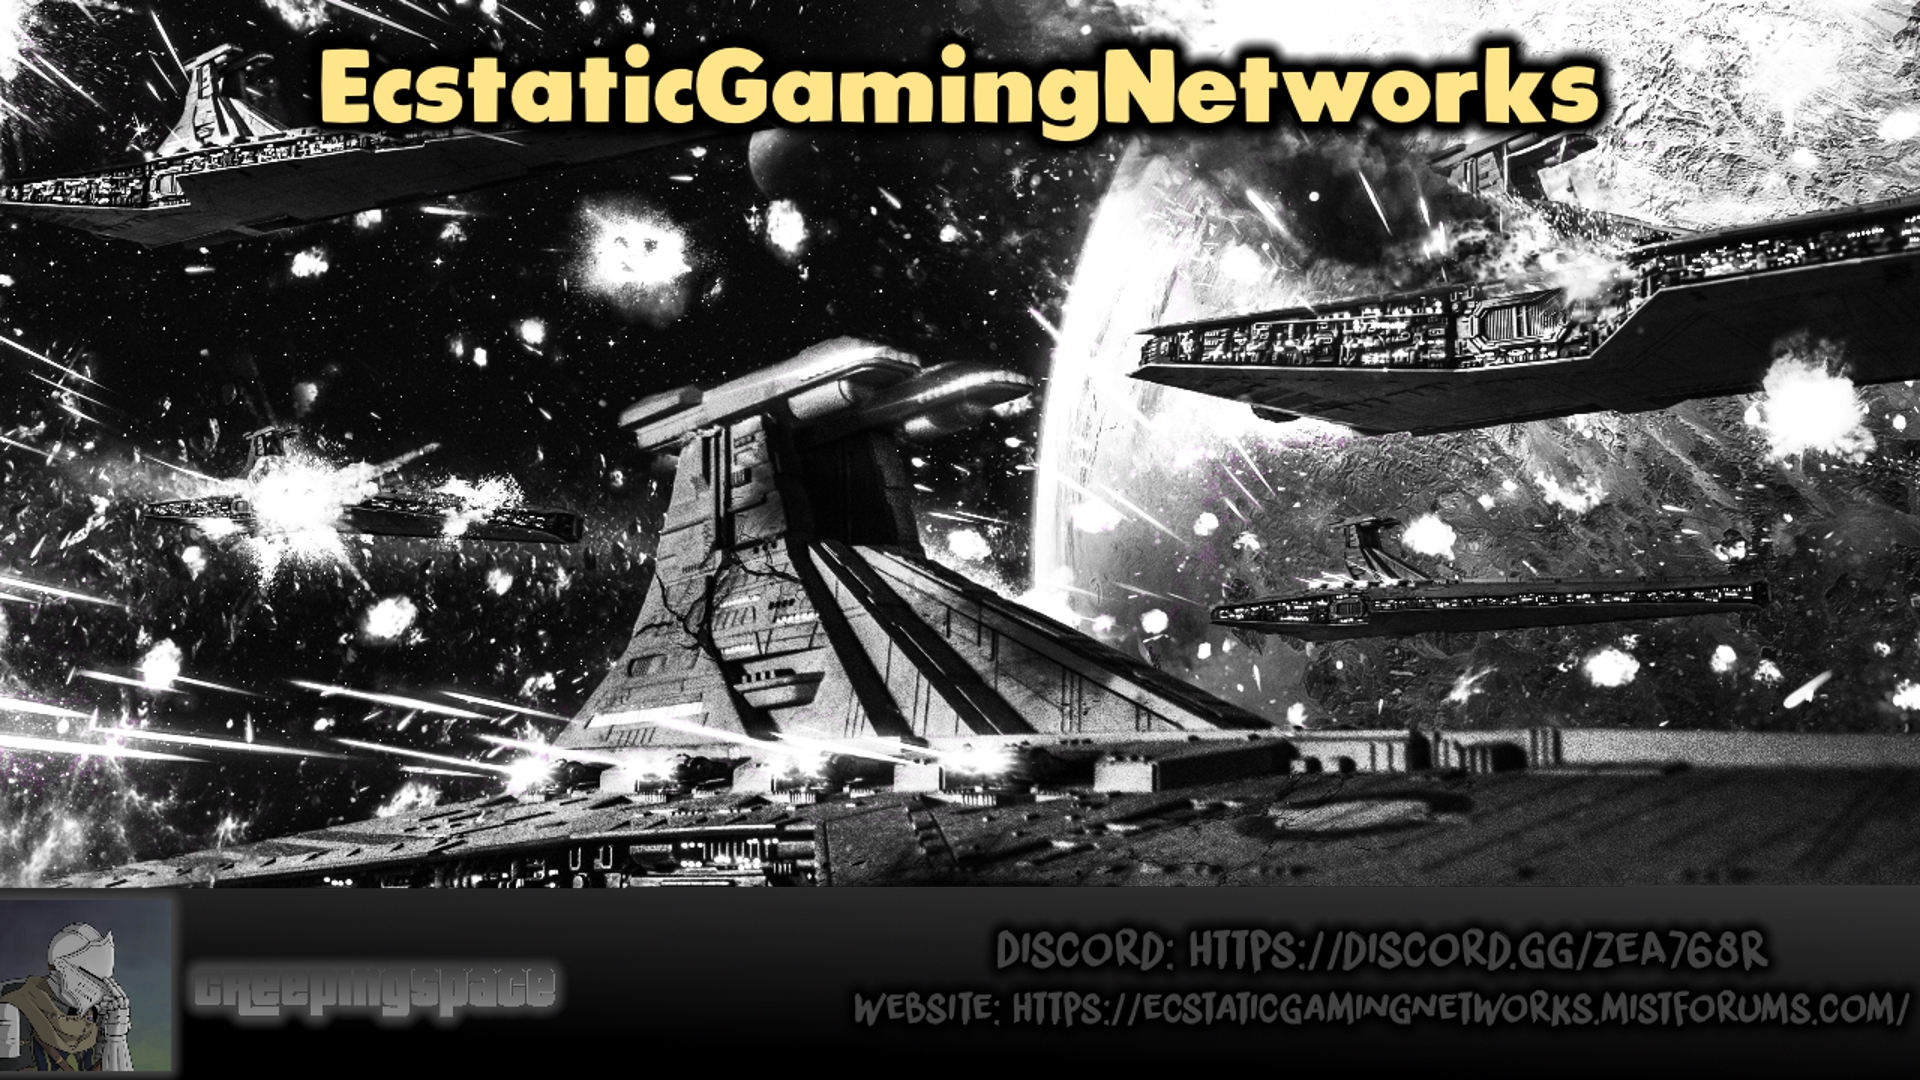 EcstaticGamingNetworks
creepingspace
DISCORD: HTTPS://DISCORD.GG/ZEA768R
WEBSITE: HTTPS://ECSTATICGAMINGNETWORKS.MISTFORUMS.COM/